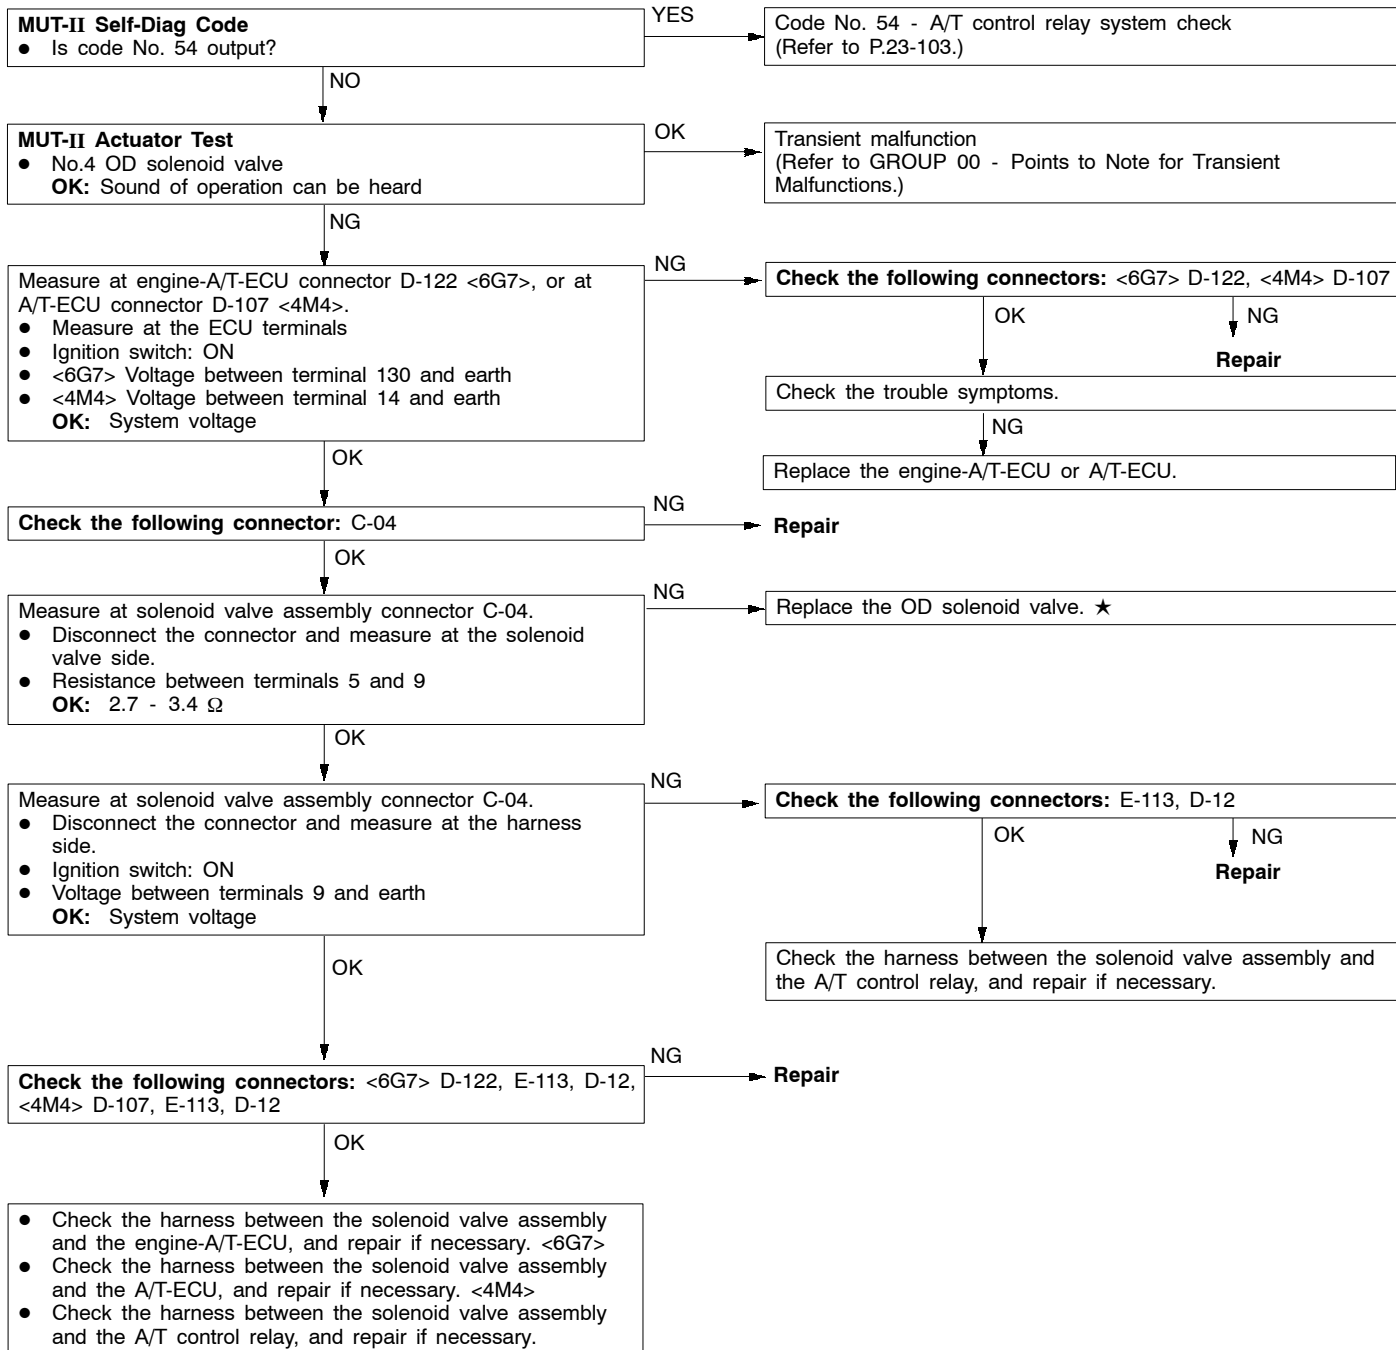 MUT-II Self-Diag Code
● Is code No. 54 output?
YES
Code No. 54 - A/T control relay system check
(Refer to P.23-103.)
NO
MUT-II Actuator Test
● No.4 OD solenoid valve
OK: Sound of operation can be heard
OK
Transient malfunction
(Refer to GROUP 00 - Points to Note for Transient
Malfunctions.)
NG
Measure at engine-A/T-ECU connector D-122 <6G7>, or at
A/T-ECU connector D-107 <4M4>.
● Measure at the ECU terminals
● Ignition switch: ON
● <6G7> Voltage between terminal 130 and earth
● <4M4> Voltage between terminal 14 and earth
OK: System voltage
NG
Check the following connectors: <6G7> D-122, <4M4> D-107
OK
NG
Repair
Check the trouble symptoms.
NG
Replace the engine-A/T-ECU or A/T-ECU.
OK
Check the following connector: C-04
NG
Repair
OK
Measure at solenoid valve assembly connector C-04.
● Disconnect the connector and measure at the solenoid
valve side.
● Resistance between terminals 5 and 9
OK: 2.7 - 3.4 Ω
NG
Replace the OD solenoid valve. ★
OK
Measure at solenoid valve assembly connector C-04.
● Disconnect the connector and measure at the harness
side.
● Ignition switch: ON
● Voltage between terminals 9 and earth
OK: System voltage
NG
Check the following connectors: E-113, D-12
OK
NG
Repair
Check the harness between the solenoid valve assembly and
the A/T control relay, and repair if necessary.
OK
Check the following connectors: <6G7> D-122, E-113, D-12,
<4M4> D-107, E-113, D-12
NG
Repair
OK
● Check the harness between the solenoid valve assembly
and the engine-A/T-ECU, and repair if necessary. <6G7>
● Check the harness between the solenoid valve assembly
and the A/T-ECU, and repair if necessary. <4M4>
● Check the harness between the solenoid valve assembly
and the A/T control relay, and repair if necessary.